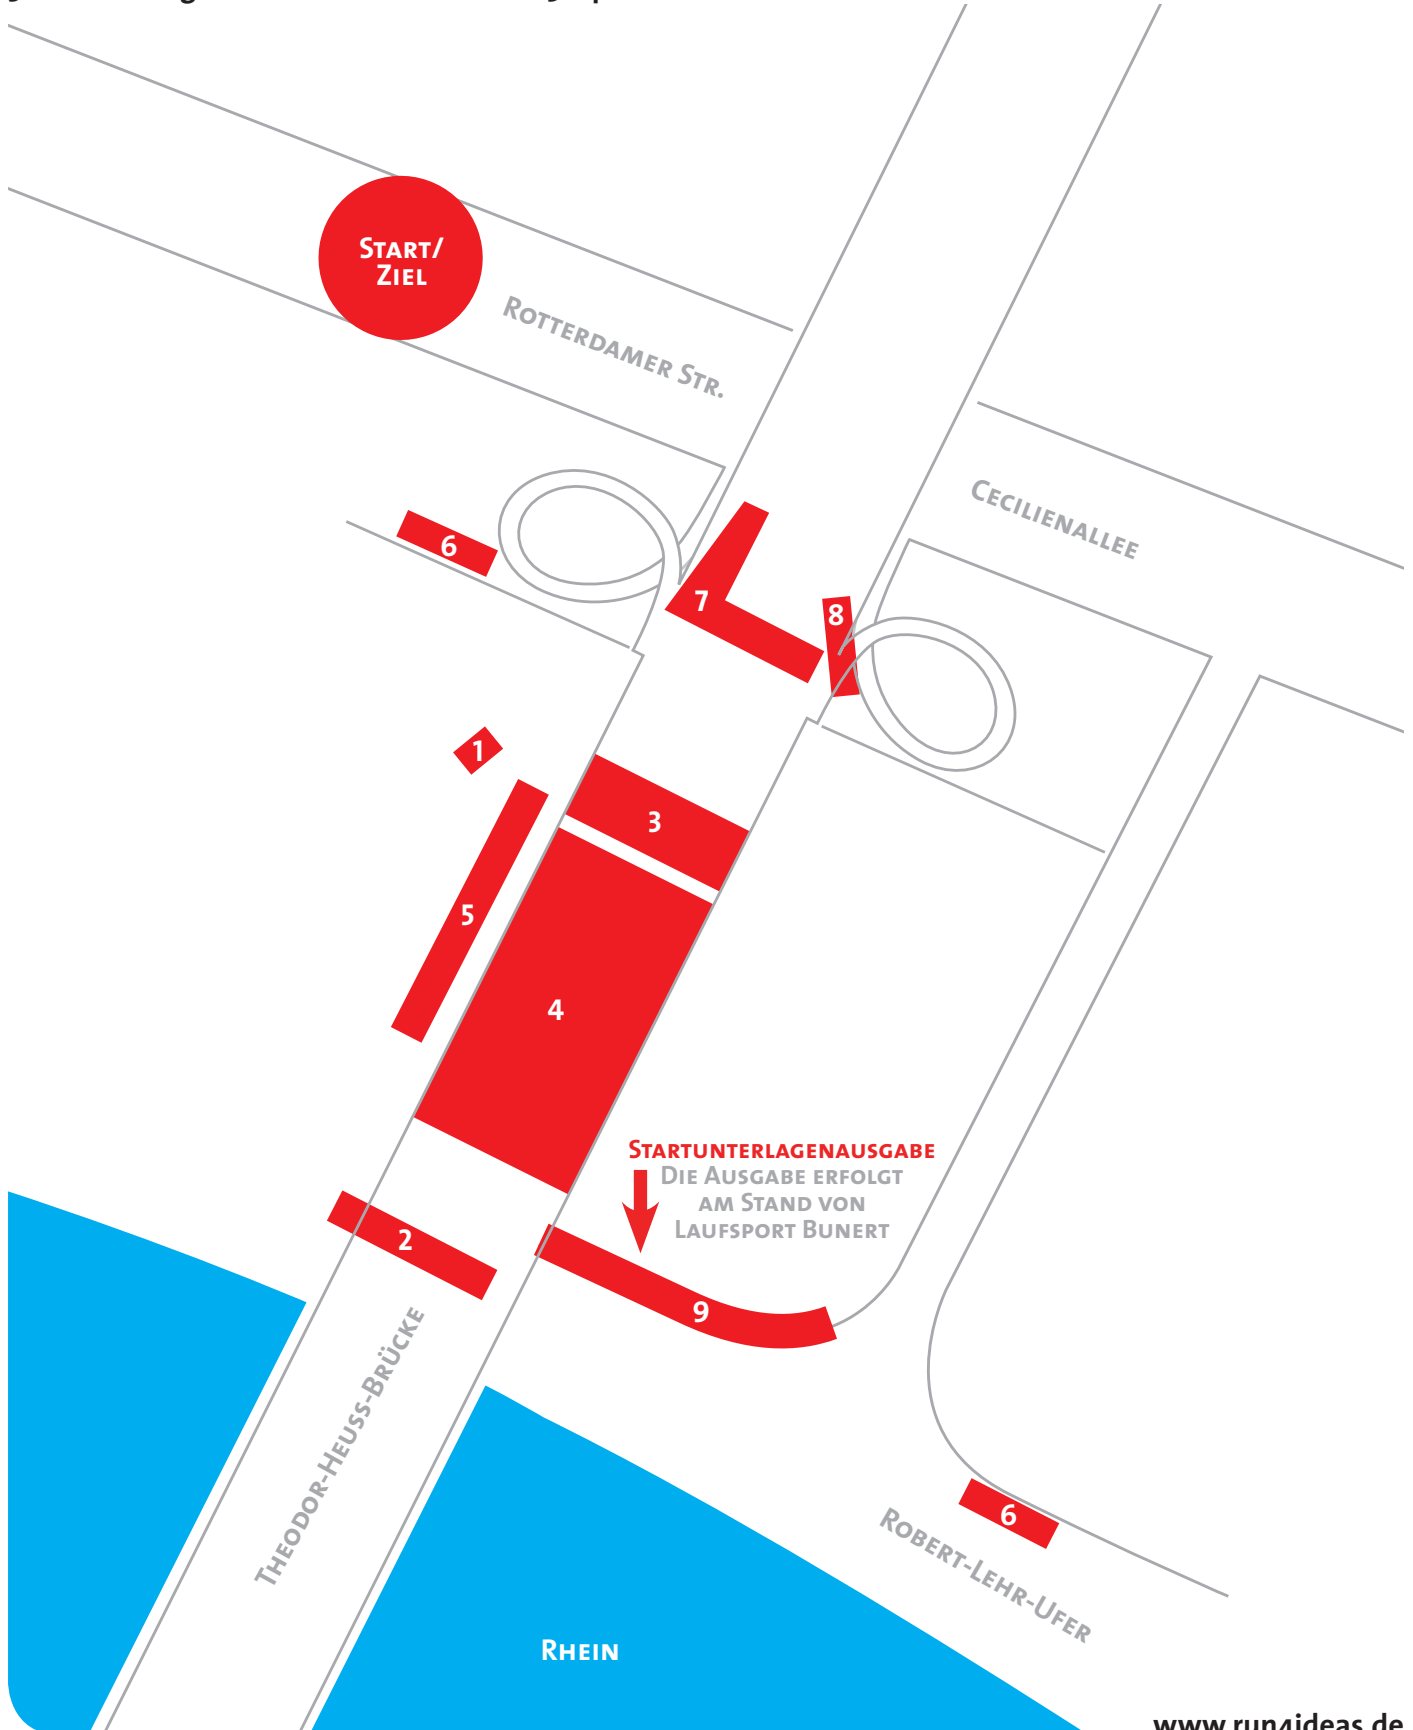 START/
ZIEL
ROTTERDAMER STR.
CECILIENALLEE
6
7
8
1
3
5
4
STARTUNTERLAGENAUSGABE
DIE AUSGABE ERFOLGT
AM STAND VON
LAUFSPORT BUNERT
2
9
THEODOR-HEUSS-BRÜCKE
6
ROBERT-LEHR-UFER
RHEIN
www.run4ideas.de